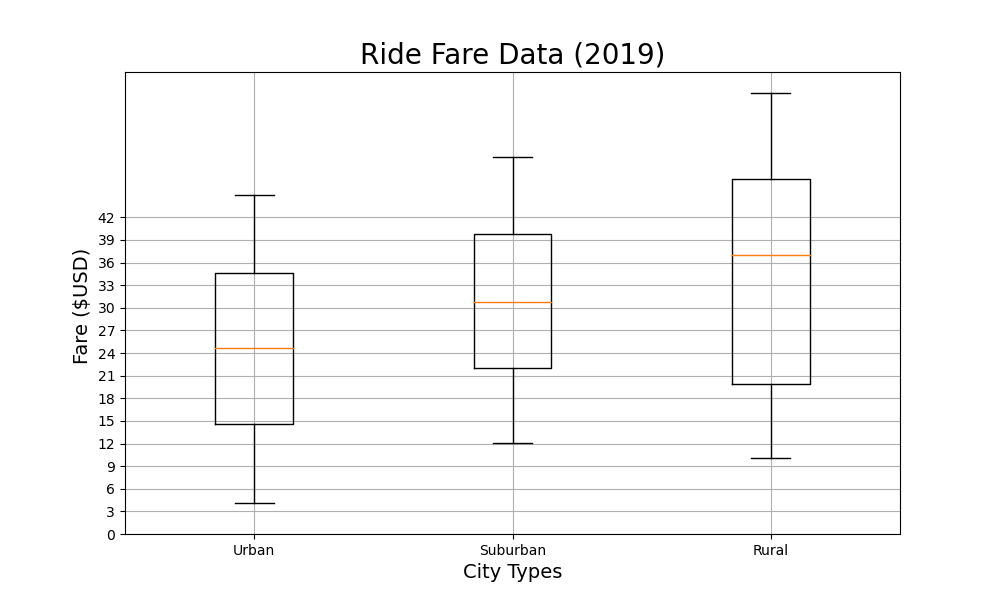 Ride Fare Data (2019)
Fare ($USD)
42
39
36
33
30
27
24
21
18
15
12
9
6
3
0
Urban
Suburban
Rural
City Types